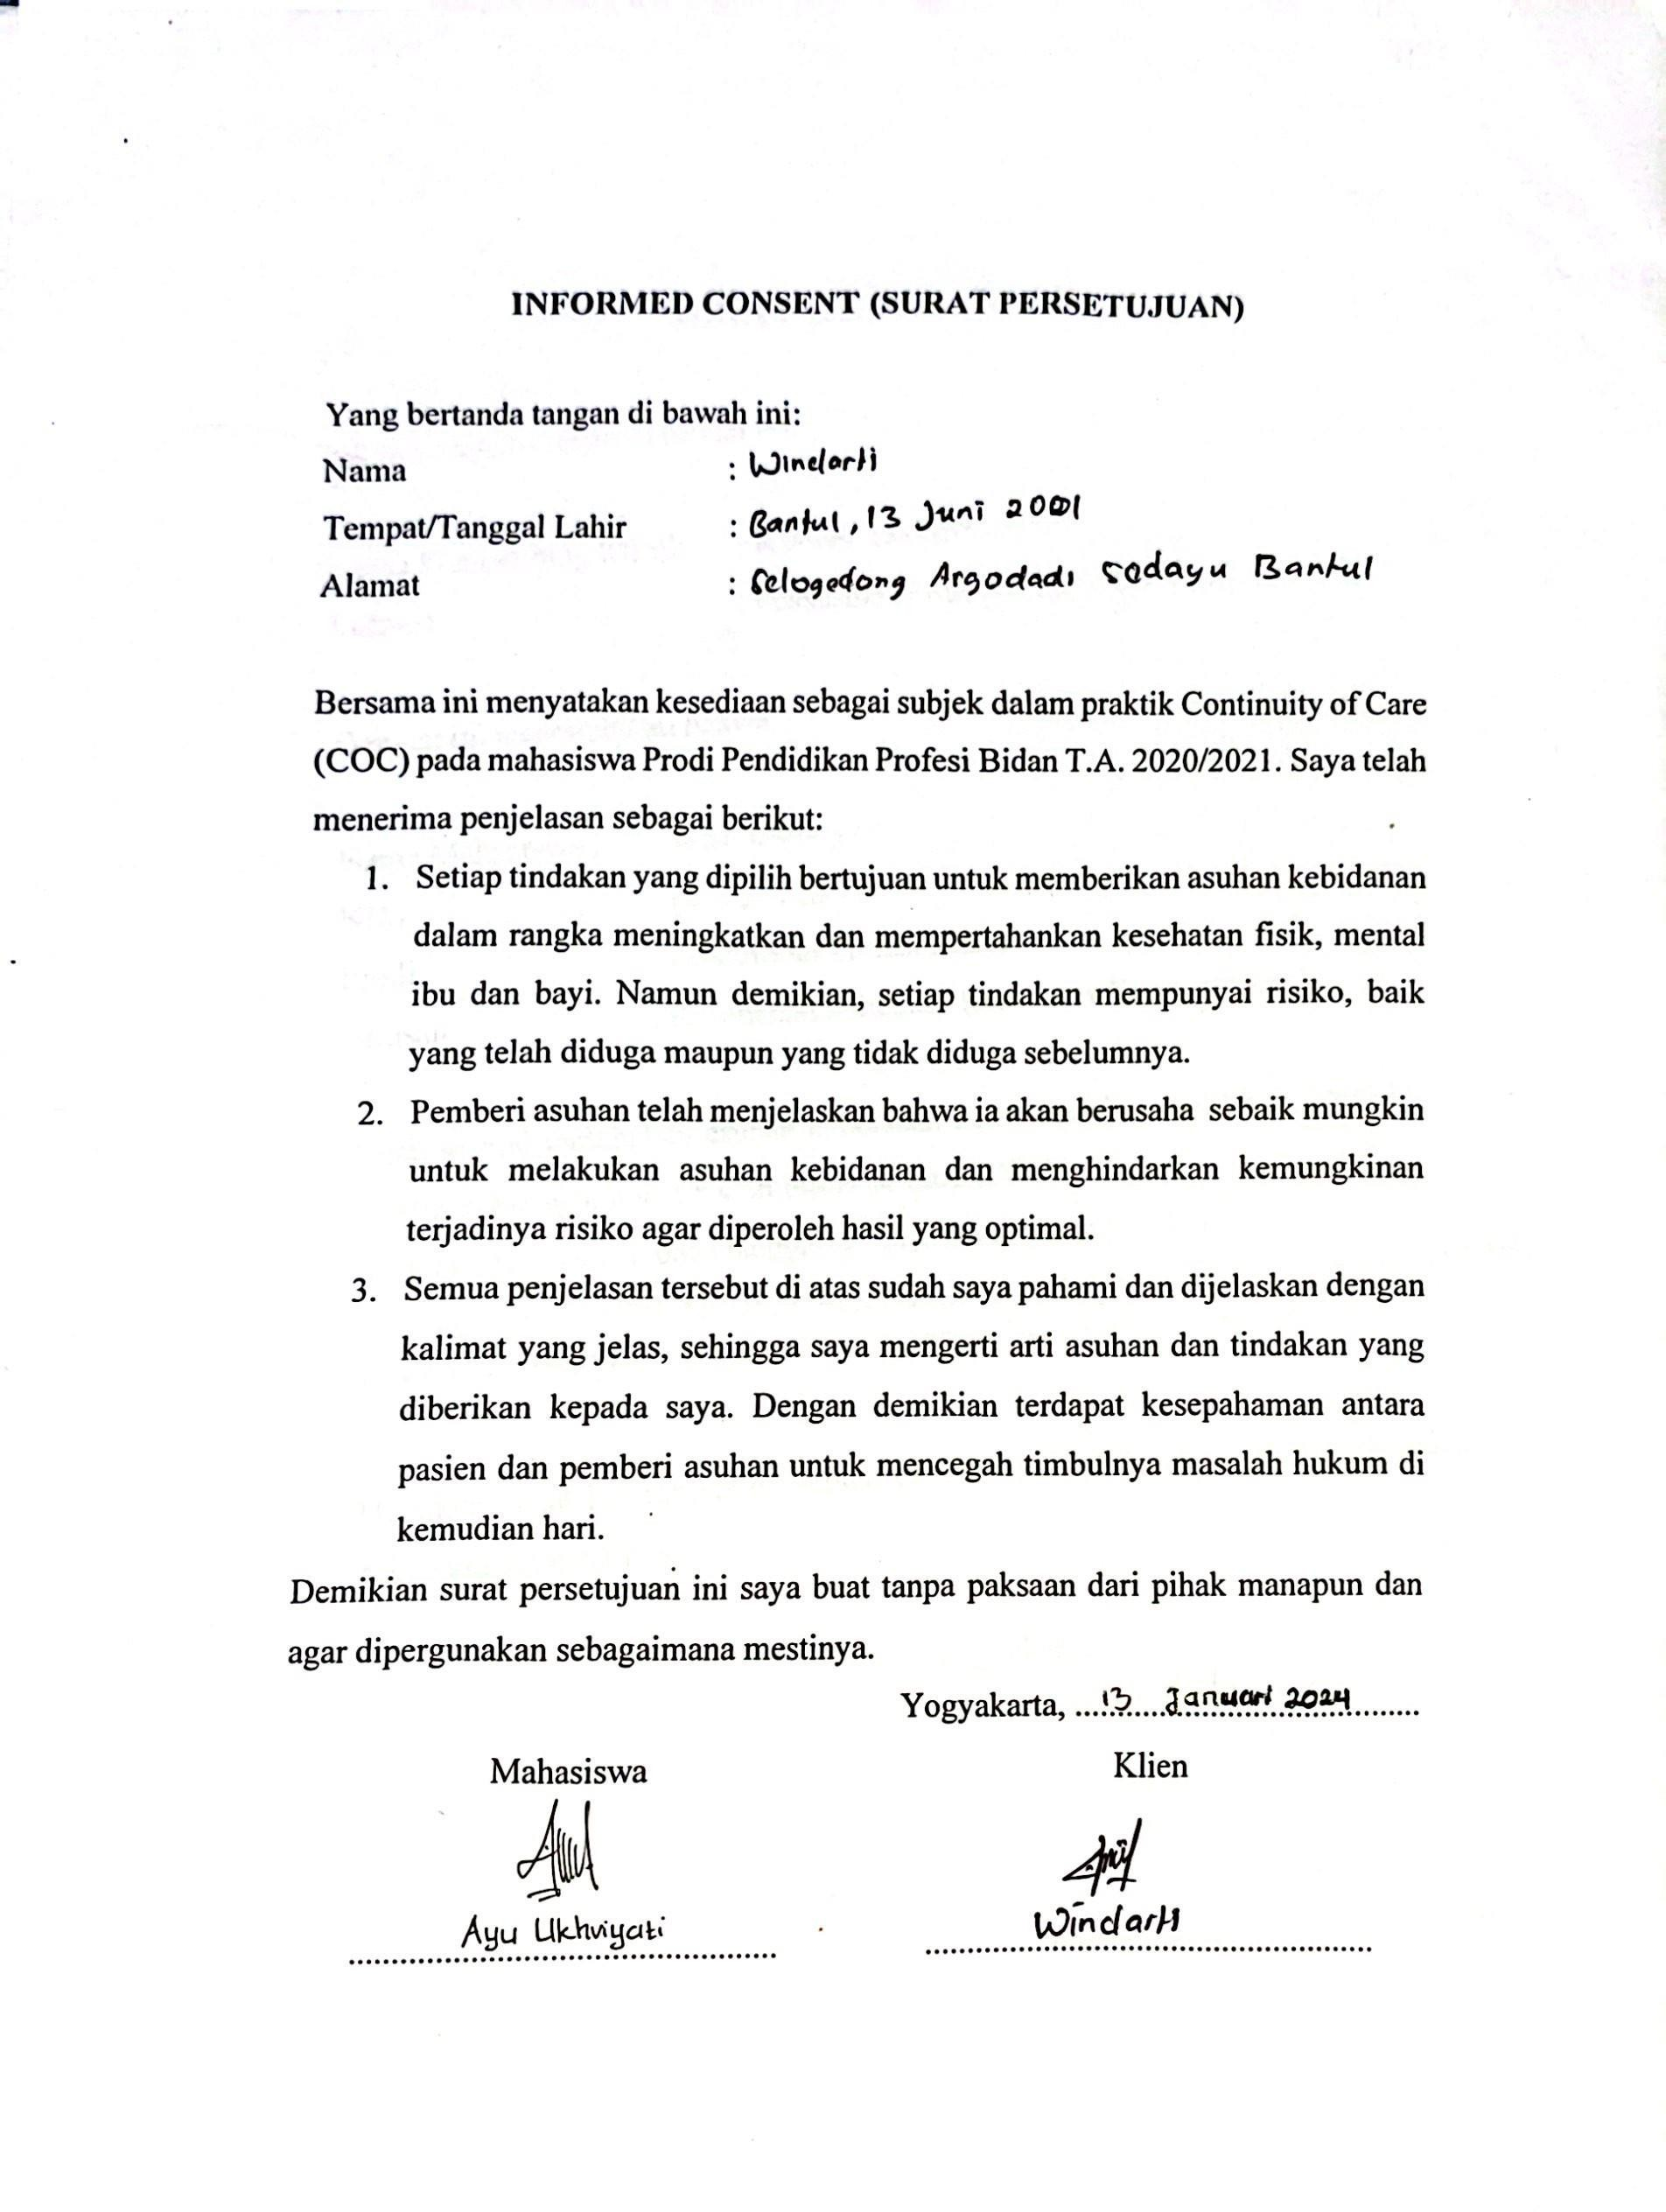 INFORMED CONSENT (SURAT PERSETUJUAN)
Yang bertanda tangan di bawah ini:
Nama : Windarti
Tempat/Tanggal Lahir : Bantul, 13 Juni 2001
Alamat : Selogedong Argodadi Sedayu Bantul
Bersama ini menyatakan kesediaan sebagai subjek dalam praktik Continuity of Care
(COC) pada mahasiswa Prodi Pendidikan Profesi Bidan T.A. 2020/2021. Saya telah
menerima penjelasan sebagai berikut:
1. Setiap tindakan yang dipilih bertujuan untuk memberikan asuhan kebidanan
dalam rangka meningkatkan dan mempertahankan kesehatan fisik, mental
ibu dan bayi. Namun demikian, setiap tindakan mempunyai risiko, baik
yang telah diduga maupun yang tidak diduga sebelumnya.
2. Pemberi asuhan telah menjelaskan bahwa ia akan berusaha sebaik mungkin
untuk melakukan asuhan kebidanan dan menghindarkan kemungkinan
terjadinya risiko agar diperoleh hasil yang optimal.
3. Semua penjelasan tersebut di atas sudah saya pahami dan dijelaskan dengan
kalimat yang jelas, sehingga saya mengerti arti asuhan dan tindakan yang
diberikan kepada saya. Dengan demikian terdapat kesepahaman antara
pasien dan pemberi asuhan untuk mencegah timbulnya masalah hukum di
kemudian hari.
Demikian surat persetujuan ini saya buat tanpa paksaan dari pihak manapun dan
agar dipergunakan sebagaimana mestinya.
Yogyakarta, 13 Januari 2024
Mahasiswa Klien
Ayu Ukhviyati Windarti